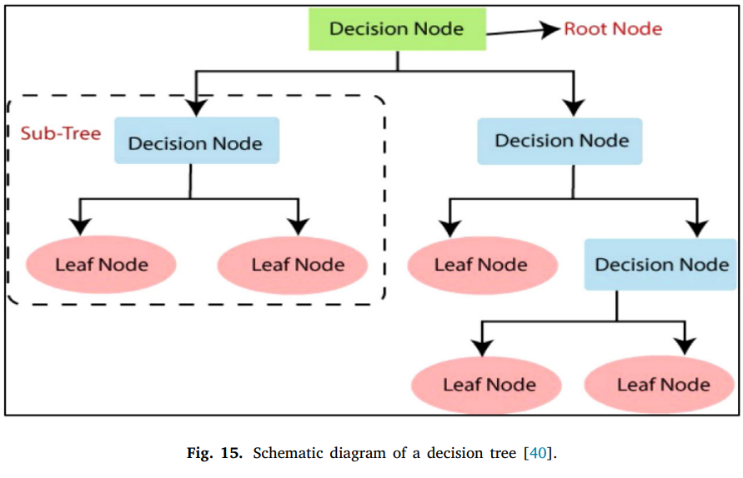 Decision Node
Root Node
Sub-Tree
Decision Node
Decision Node
Leaf Node
Leaf Node
Leaf Node
Decision Node
Leaf Node
Leaf Node
Fig. 15. Schematic diagram of a decision tree [40].